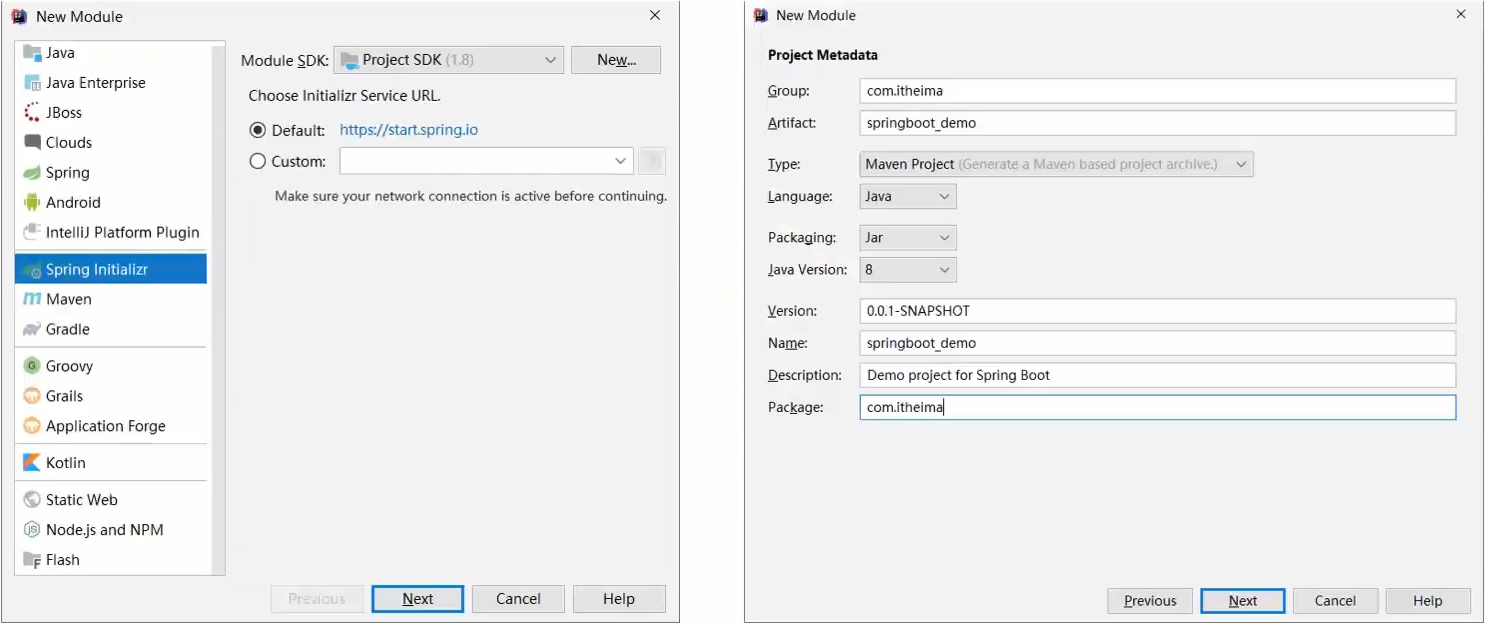 New Module
Java
Java Enterprise
JBoss
Clouds
Spring
Android
IntelliJ Platform Plugin
Spring Initializr
Maven
Gradle
Groovy
Grails
Application Forge
Kotlin
Static Web
Node.js and NPM
Flash
Module SDK: Project SDK (1.8) New...
Choose Initializr Service URL.
Default: https://start.spring.io
Custom:
Make sure your network connection is active before continuing.
Previous Next Cancel Help
New Module
Project Metadata
Group: com.itheima
Artifact: springboot_demo
Type: Maven Project (Generate a Maven based project archive.)
Language: Java
Packaging: Jar
Java Version: 8
Version: 0.0.1-SNAPSHOT
Name: springboot_demo
Description: Demo project for Spring Boot
Package: com.itheima
Previous Next Cancel Help